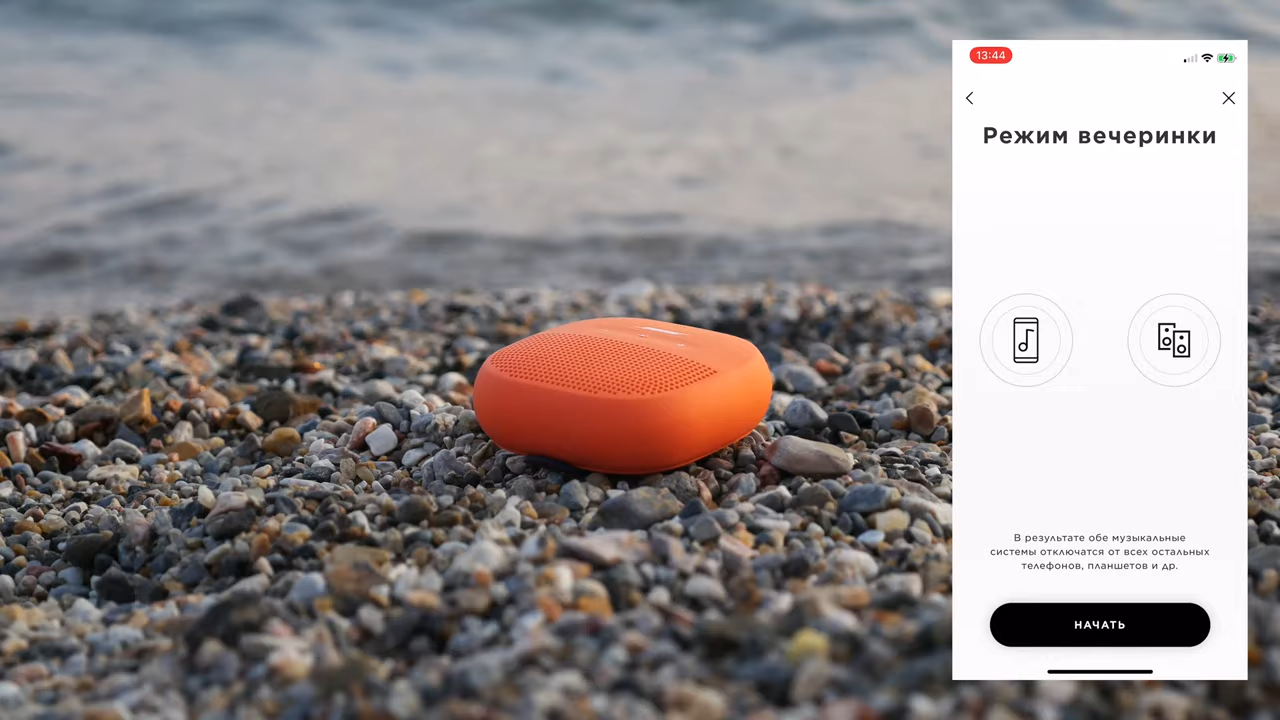 13:44
Режим вечеринки
В результате обе музыкальные
системы отключатся от всех остальных
телефонов, планшетов и др.
НАЧАТЬ